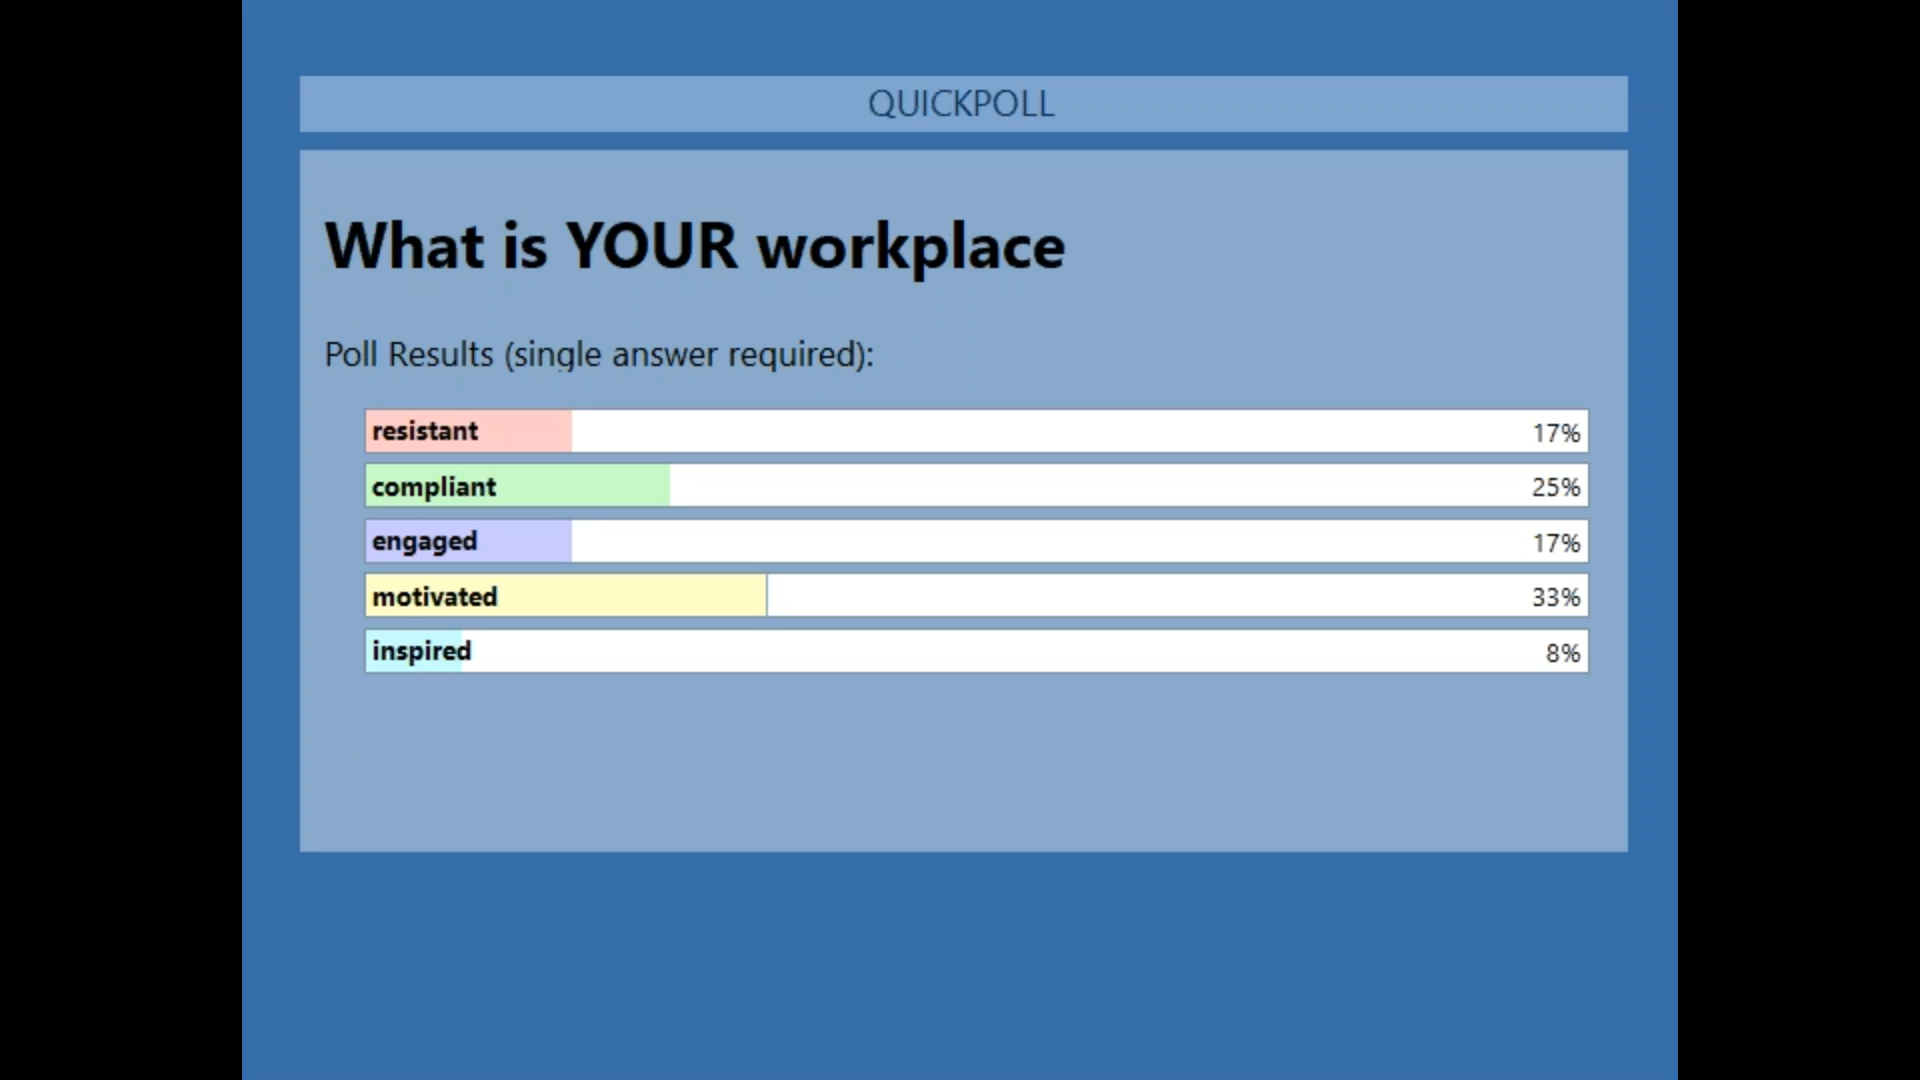 QUICKPOLL
What is YOUR workplace
Poll Results (single answer required):
resistant 17%
compliant 25%
engaged 17%
motivated 33%
inspired 8%